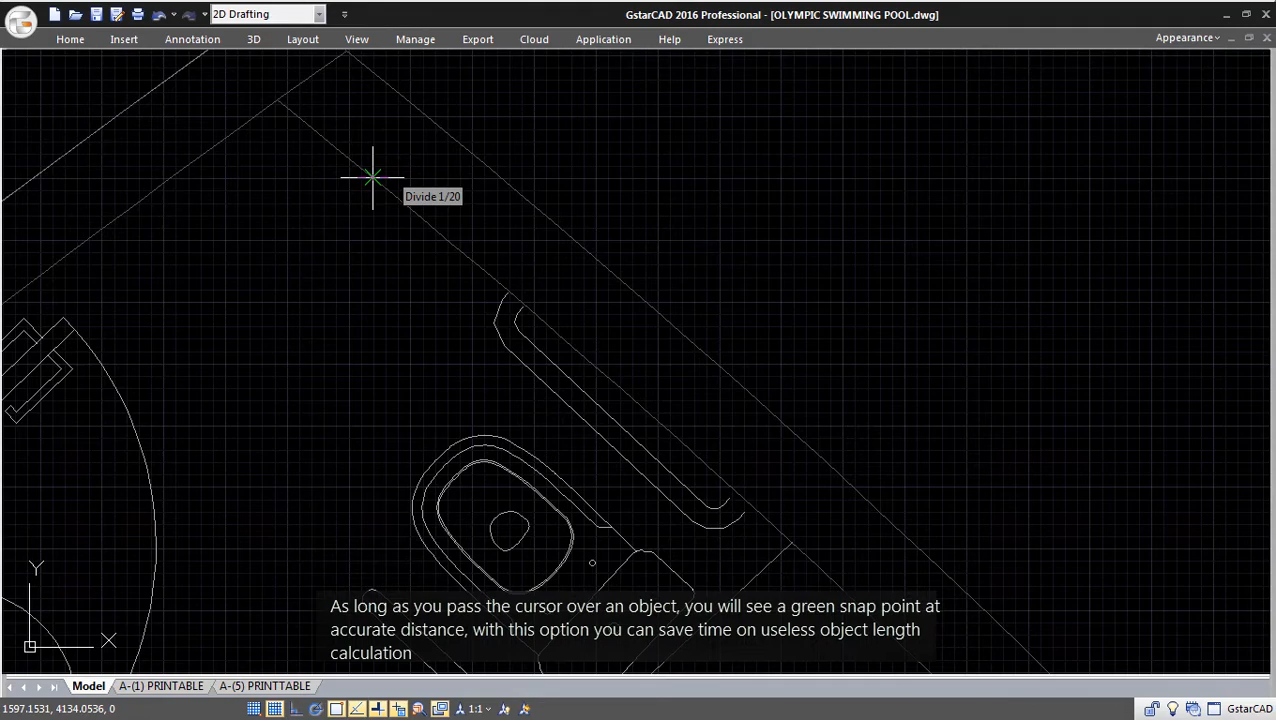 2D Drafting
GstarCAD 2016 Professional - [OLYMPIC SWIMMING POOL.dwg]
Home Insert Annotation 3D Layout View Manage Export Cloud Application Help Express Appearance
Divide 1/20
As long as you pass the cursor over an object, you will see a green snap point at
accurate distance, with this option you can save time on useless object length
calculation
Y
X
Model A-(1) PRINTABLE A-(5) PRINTTABLE
1597.1531, 4134.0536, 0 1:1 GstarCAD